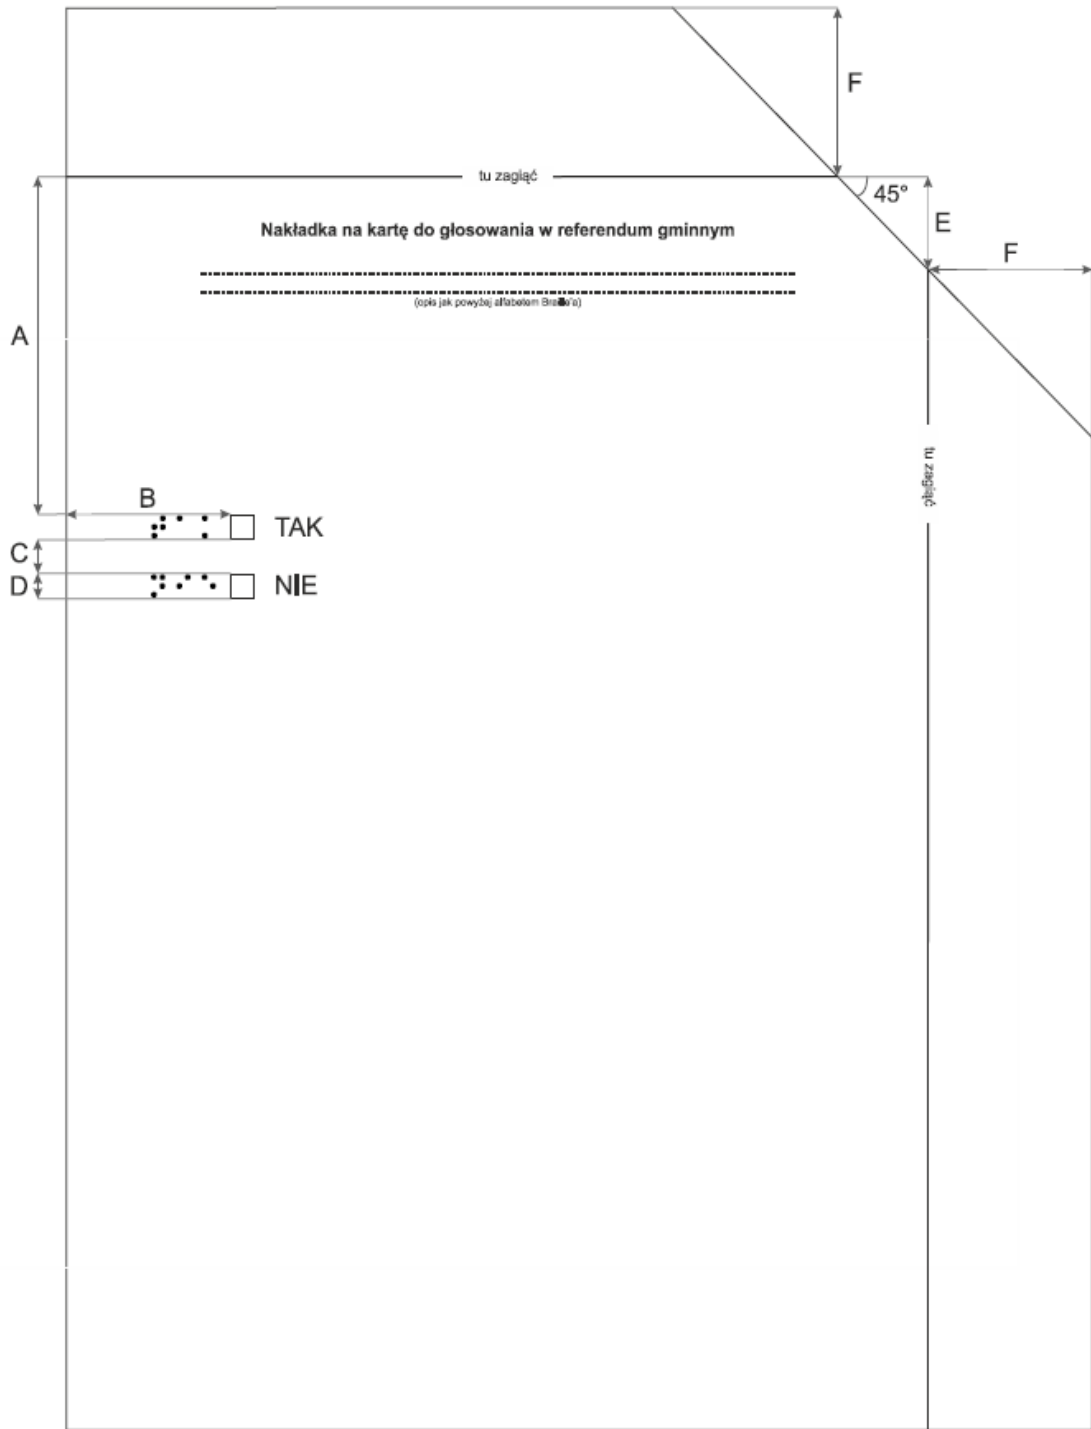 F
tu zagiąć
45°
E
Nakładka na kartę do głosowania w referendum gminnym
F
(opis jak powyżej alfabetem Braille'a)
A
tu zagiąć
B
⠞⠁⠅ TAK
C
D
⠝⠊⠑ NIE